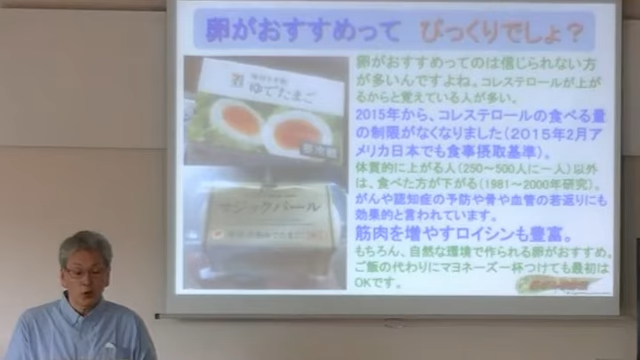 卵がおすすめって びっくりでしょ？
卵がおすすめってのは信じられない方
が多いんですよね。コレステロールが上が
るからと覚えている人が多い。
2015年から、コレステロールの食べる量
の制限がなくなりました（2015年2月ア
メリカ日本でも食事摂取基準）。
体質的に上がる人（250～500人に一人）以外
は、食べた方が下がる（1981～2000年研究）。
がんや認知症の予防や骨や血管の若返りにも
効果的と言われています。
筋肉を増やすロイシンも豊富。
もちろん、自然な環境で作られる卵がおすすめ。
ご飯の代わりにマヨネーズ一杯つけても最初は
OKです。
ゆでたまご
マジックパール